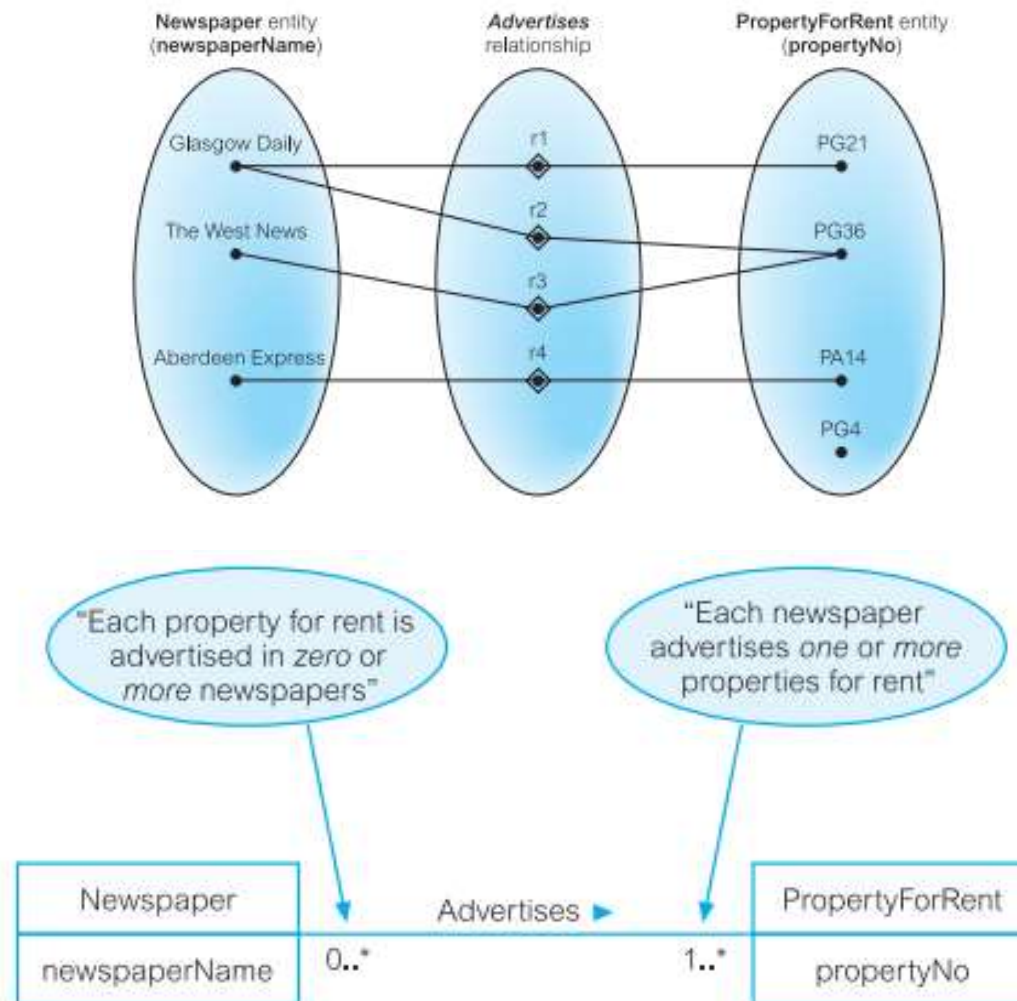 Newspaper entity
(newspaperName)
Advertises
relationship
PropertyForRent entity
(propertyNo)
Glasgow Daily
r1
PG21
r2
The West News
PG36
r3
Aberdeen Express
r4
PA14
PG4
"Each property for rent is
advertised in zero or
more newspapers"
"Each newspaper
advertises one or more
properties for rent"
Newspaper
Advertises ►
PropertyForRent
newspaperName
0..*
1..*
propertyNo